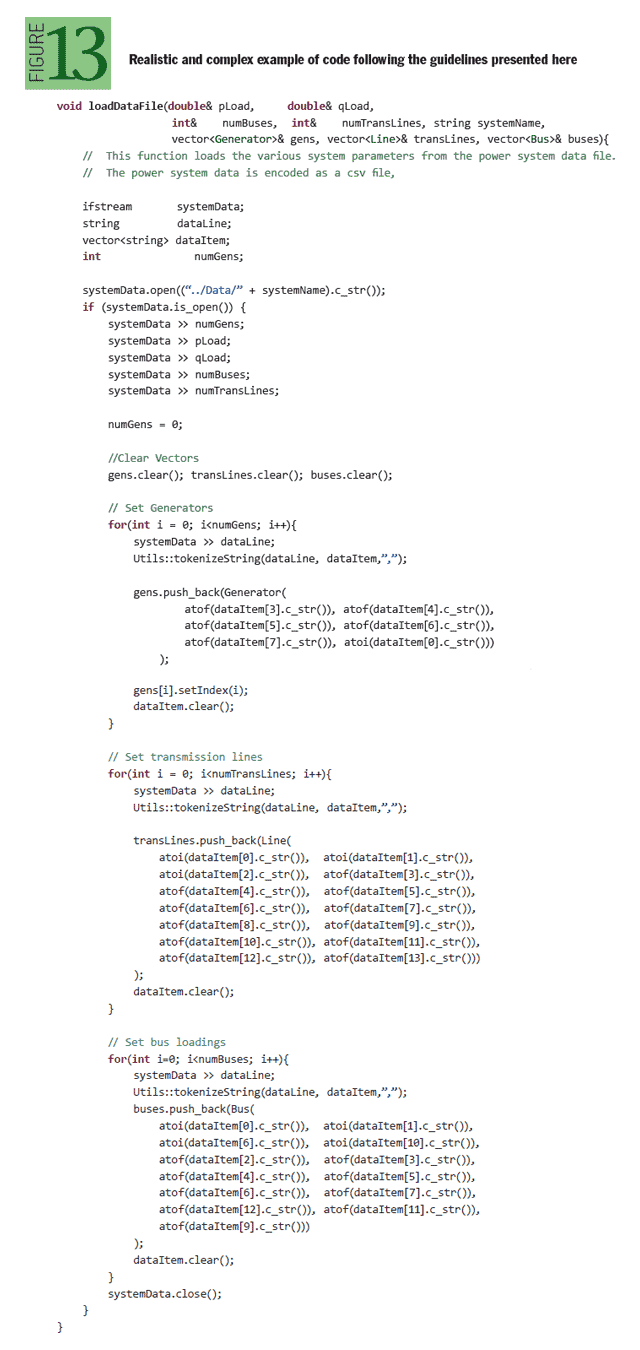 FIGURE 13
Realistic and complex example of code following the guidelines presented here
void loadDataFile(double& pLoad, double& qLoad,
int& numBuses, int& numTransLines, string systemName,
vector<Generator>& gens, vector<Line>& transLines, vector<Bus>& buses){
// This function loads the various system parameters from the power system data file.
// The power system data is encoded as a csv file,
ifstream systemData;
string dataLine;
vector<string> dataItem;
int numGens;
systemData.open((“../Data/” + systemName).c_str());
if (systemData.is_open()) {
systemData >> numGens;
systemData >> pLoad;
systemData >> qLoad;
systemData >> numBuses;
systemData >> numTransLines;
numGens = 0;
//Clear Vectors
gens.clear(); transLines.clear(); buses.clear();
// Set Generators
for(int i = 0; i<numGens; i++){
systemData >> dataLine;
Utils::tokenizeString(dataLine, dataItem,”,”);
gens.push_back(Generator(
atof(dataItem[3].c_str()), atof(dataItem[4].c_str()),
atof(dataItem[5].c_str()), atof(dataItem[6].c_str()),
atof(dataItem[7].c_str()), atoi(dataItem[0].c_str()))
);
gens[i].setIndex(i);
dataItem.clear();
}
// Set transmission lines
for(int i = 0; i<numTransLines; i++){
systemData >> dataLine;
Utils::tokenizeString(dataLine, dataItem,”,”);
transLines.push_back(Line(
atoi(dataItem[0].c_str()), atoi(dataItem[1].c_str()),
atoi(dataItem[2].c_str()), atof(dataItem[3].c_str()),
atof(dataItem[4].c_str()), atof(dataItem[5].c_str()),
atof(dataItem[6].c_str()), atof(dataItem[7].c_str()),
atof(dataItem[8].c_str()), atof(dataItem[9].c_str()),
atof(dataItem[10].c_str()), atof(dataItem[11].c_str()),
atof(dataItem[12].c_str()), atof(dataItem[13].c_str()))
);
dataItem.clear();
}
// Set bus loadings
for(int i=0; i<numBuses; i++){
systemData >> dataLine;
Utils::tokenizeString(dataLine, dataItem,”,”);
buses.push_back(Bus(
atoi(dataItem[0].c_str()), atoi(dataItem[1].c_str()),
atoi(dataItem[6].c_str()), atoi(dataItem[10].c_str()),
atof(dataItem[2].c_str()), atof(dataItem[3].c_str()),
atof(dataItem[4].c_str()), atof(dataItem[5].c_str()),
atof(dataItem[6].c_str()), atof(dataItem[7].c_str()),
atof(dataItem[12].c_str()), atof(dataItem[11].c_str()),
atof(dataItem[9].c_str()))
);
dataItem.clear();
}
systemData.close();
}
}